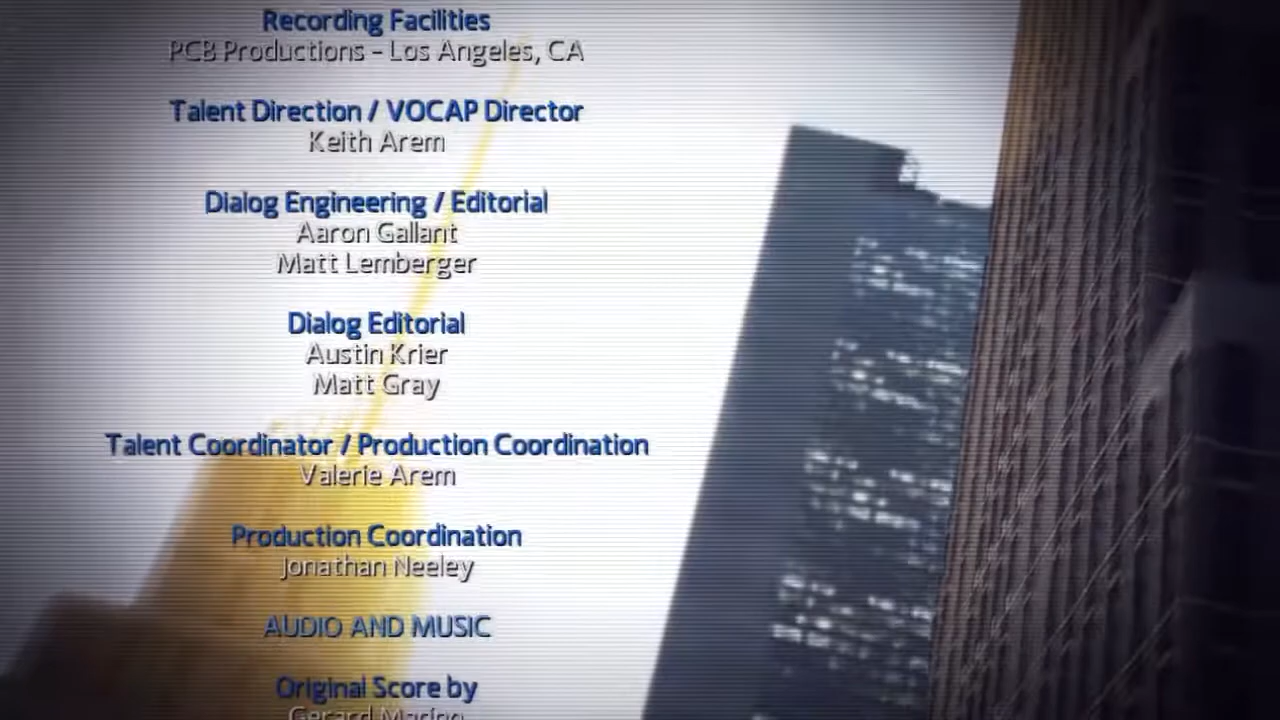 Recording Facilities
PCB Productions – Los Angeles, CA
Talent Direction / VOCAP Director
Keith Arem
Dialog Engineering / Editorial
Aaron Gallant
Matt Lemberger
Dialog Editorial
Austin Krier
Matt Gray
Talent Coordinator / Production Coordination
Valerie Arem
Production Coordination
Jonathan Neeley
AUDIO AND MUSIC
Original Score by
Gerard Marino